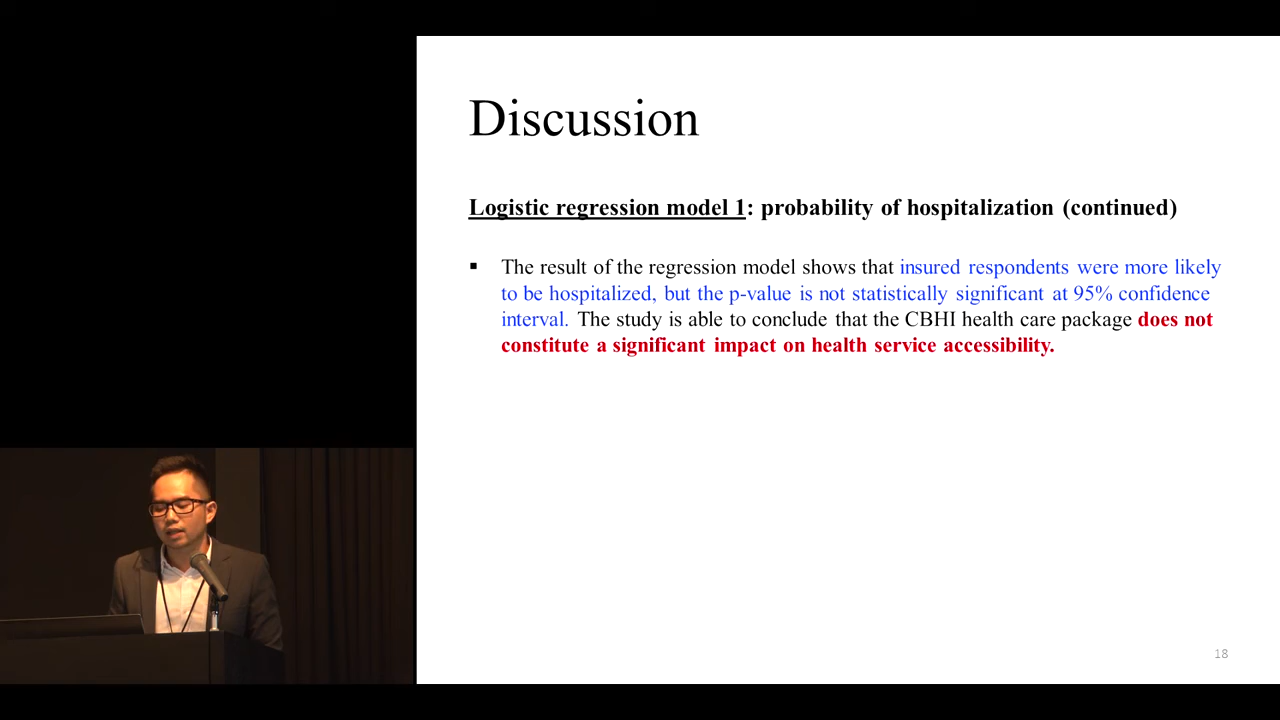 Discussion
Logistic regression model 1: probability of hospitalization (continued)
▪ The result of the regression model shows that insured respondents were more likely
to be hospitalized, but the p-value is not statistically significant at 95% confidence
interval. The study is able to conclude that the CBHI health care package does not
constitute a significant impact on health service accessibility.
18